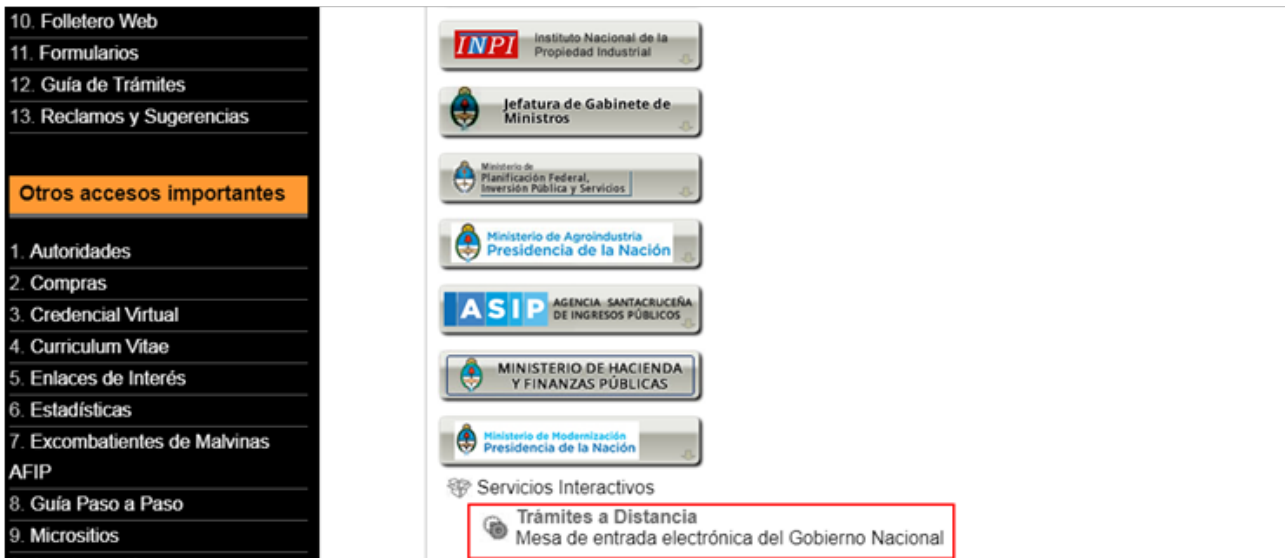 10. Folletero Web
11. Formularios
12. Guía de Trámites
13. Reclamos y Sugerencias
Otros accesos importantes
1. Autoridades
2. Compras
3. Credencial Virtual
4. Curriculum Vitae
5. Enlaces de Interés
6. Estadísticas
7. Excombatientes de Malvinas
AFIP
8. Guía Paso a Paso
9. Micrositios
INPI
Instituto Nacional de la
Propiedad Industrial
Jefatura de Gabinete de
Ministros
Ministerio de
Planificación Federal,
Inversión Pública y Servicios
Ministerio de Agroindustria
Presidencia de la Nación
ASIP
AGENCIA SANTACRUCEÑA
DE INGRESOS PÚBLICOS
MINISTERIO DE HACIENDA
Y FINANZAS PÚBLICAS
Ministerio de Modernización
Presidencia de la Nación
Servicios Interactivos
Trámites a Distancia
Mesa de entrada electrónica del Gobierno Nacional